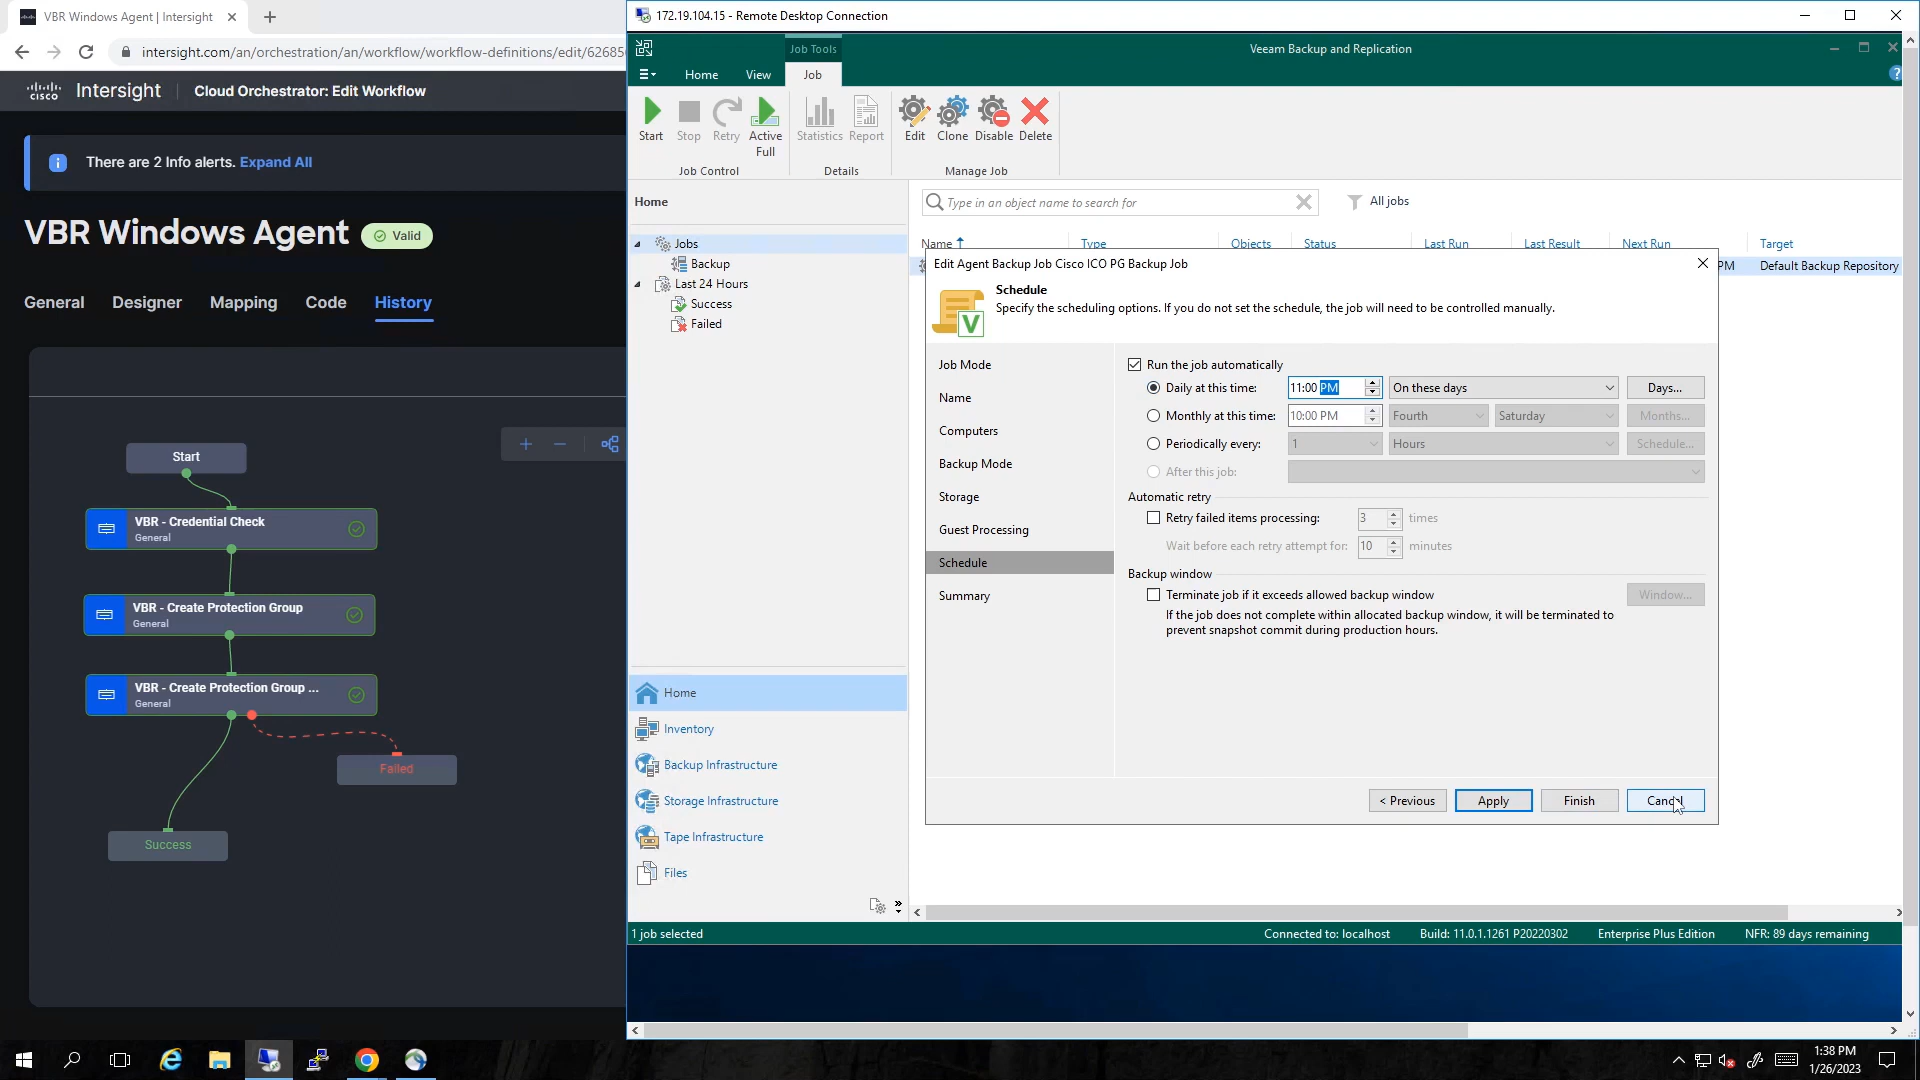 VBR Windows Agent | Intersight
intersight.com/an/orchestration/an/workflow/workflow-definitions/edit/62685
CISCO Intersight Cloud Orchestrator: Edit Workflow
There are 2 Info alerts. Expand All
VBR Windows Agent Valid
General Designer Mapping Code History
Start
VBR - Credential Check
General
VBR - Create Protection Group
General
VBR - Create Protection Group ...
General
Failed
Success
172.19.104.15 - Remote Desktop Connection
Job Tools Veeam Backup and Replication
Home View Job
Start Stop Retry Active Full Statistics Report Edit Clone Disable Delete
Job Control Details Manage Job
Home
Jobs
Backup
Last 24 Hours
Success
Failed
Home
Inventory
Backup Infrastructure
Storage Infrastructure
Tape Infrastructure
Files
Type in an object name to search for All jobs
Name Type Objects Status Last Run Last Result Next Run Target
PM Default Backup Repository
Edit Agent Backup Job Cisco ICO PG Backup Job
Schedule
Specify the scheduling options. If you do not set the schedule, the job will need to be controlled manually.
Job Mode
Name
Computers
Backup Mode
Storage
Guest Processing
Schedule
Summary
Run the job automatically
Daily at this time: 11:00 PM On these days Days...
Monthly at this time: 10:00 PM Fourth Saturday Months...
Periodically every: 1 Hours Schedule...
After this job:
Automatic retry
Retry failed items processing: 3 times
Wait before each retry attempt for: 10 minutes
Backup window
Terminate job if it exceeds allowed backup window Window...
If the job does not complete within allocated backup window, it will be terminated to
prevent snapshot commit during production hours.
< Previous Apply Finish Cancel
1 job selected Connected to: localhost Build: 11.0.1.1261 P20220302 Enterprise Plus Edition NFR: 89 days remaining
1:38 PM
1/26/2023